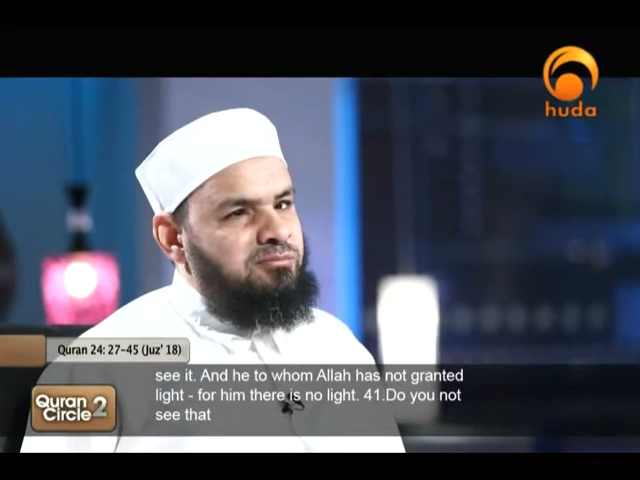 huda
Quran 24: 27-45 (Juz' 18)
see it. And he to whom Allah has not granted
light - for him there is no light. 41.Do you not
see that
Quran
Circle 2